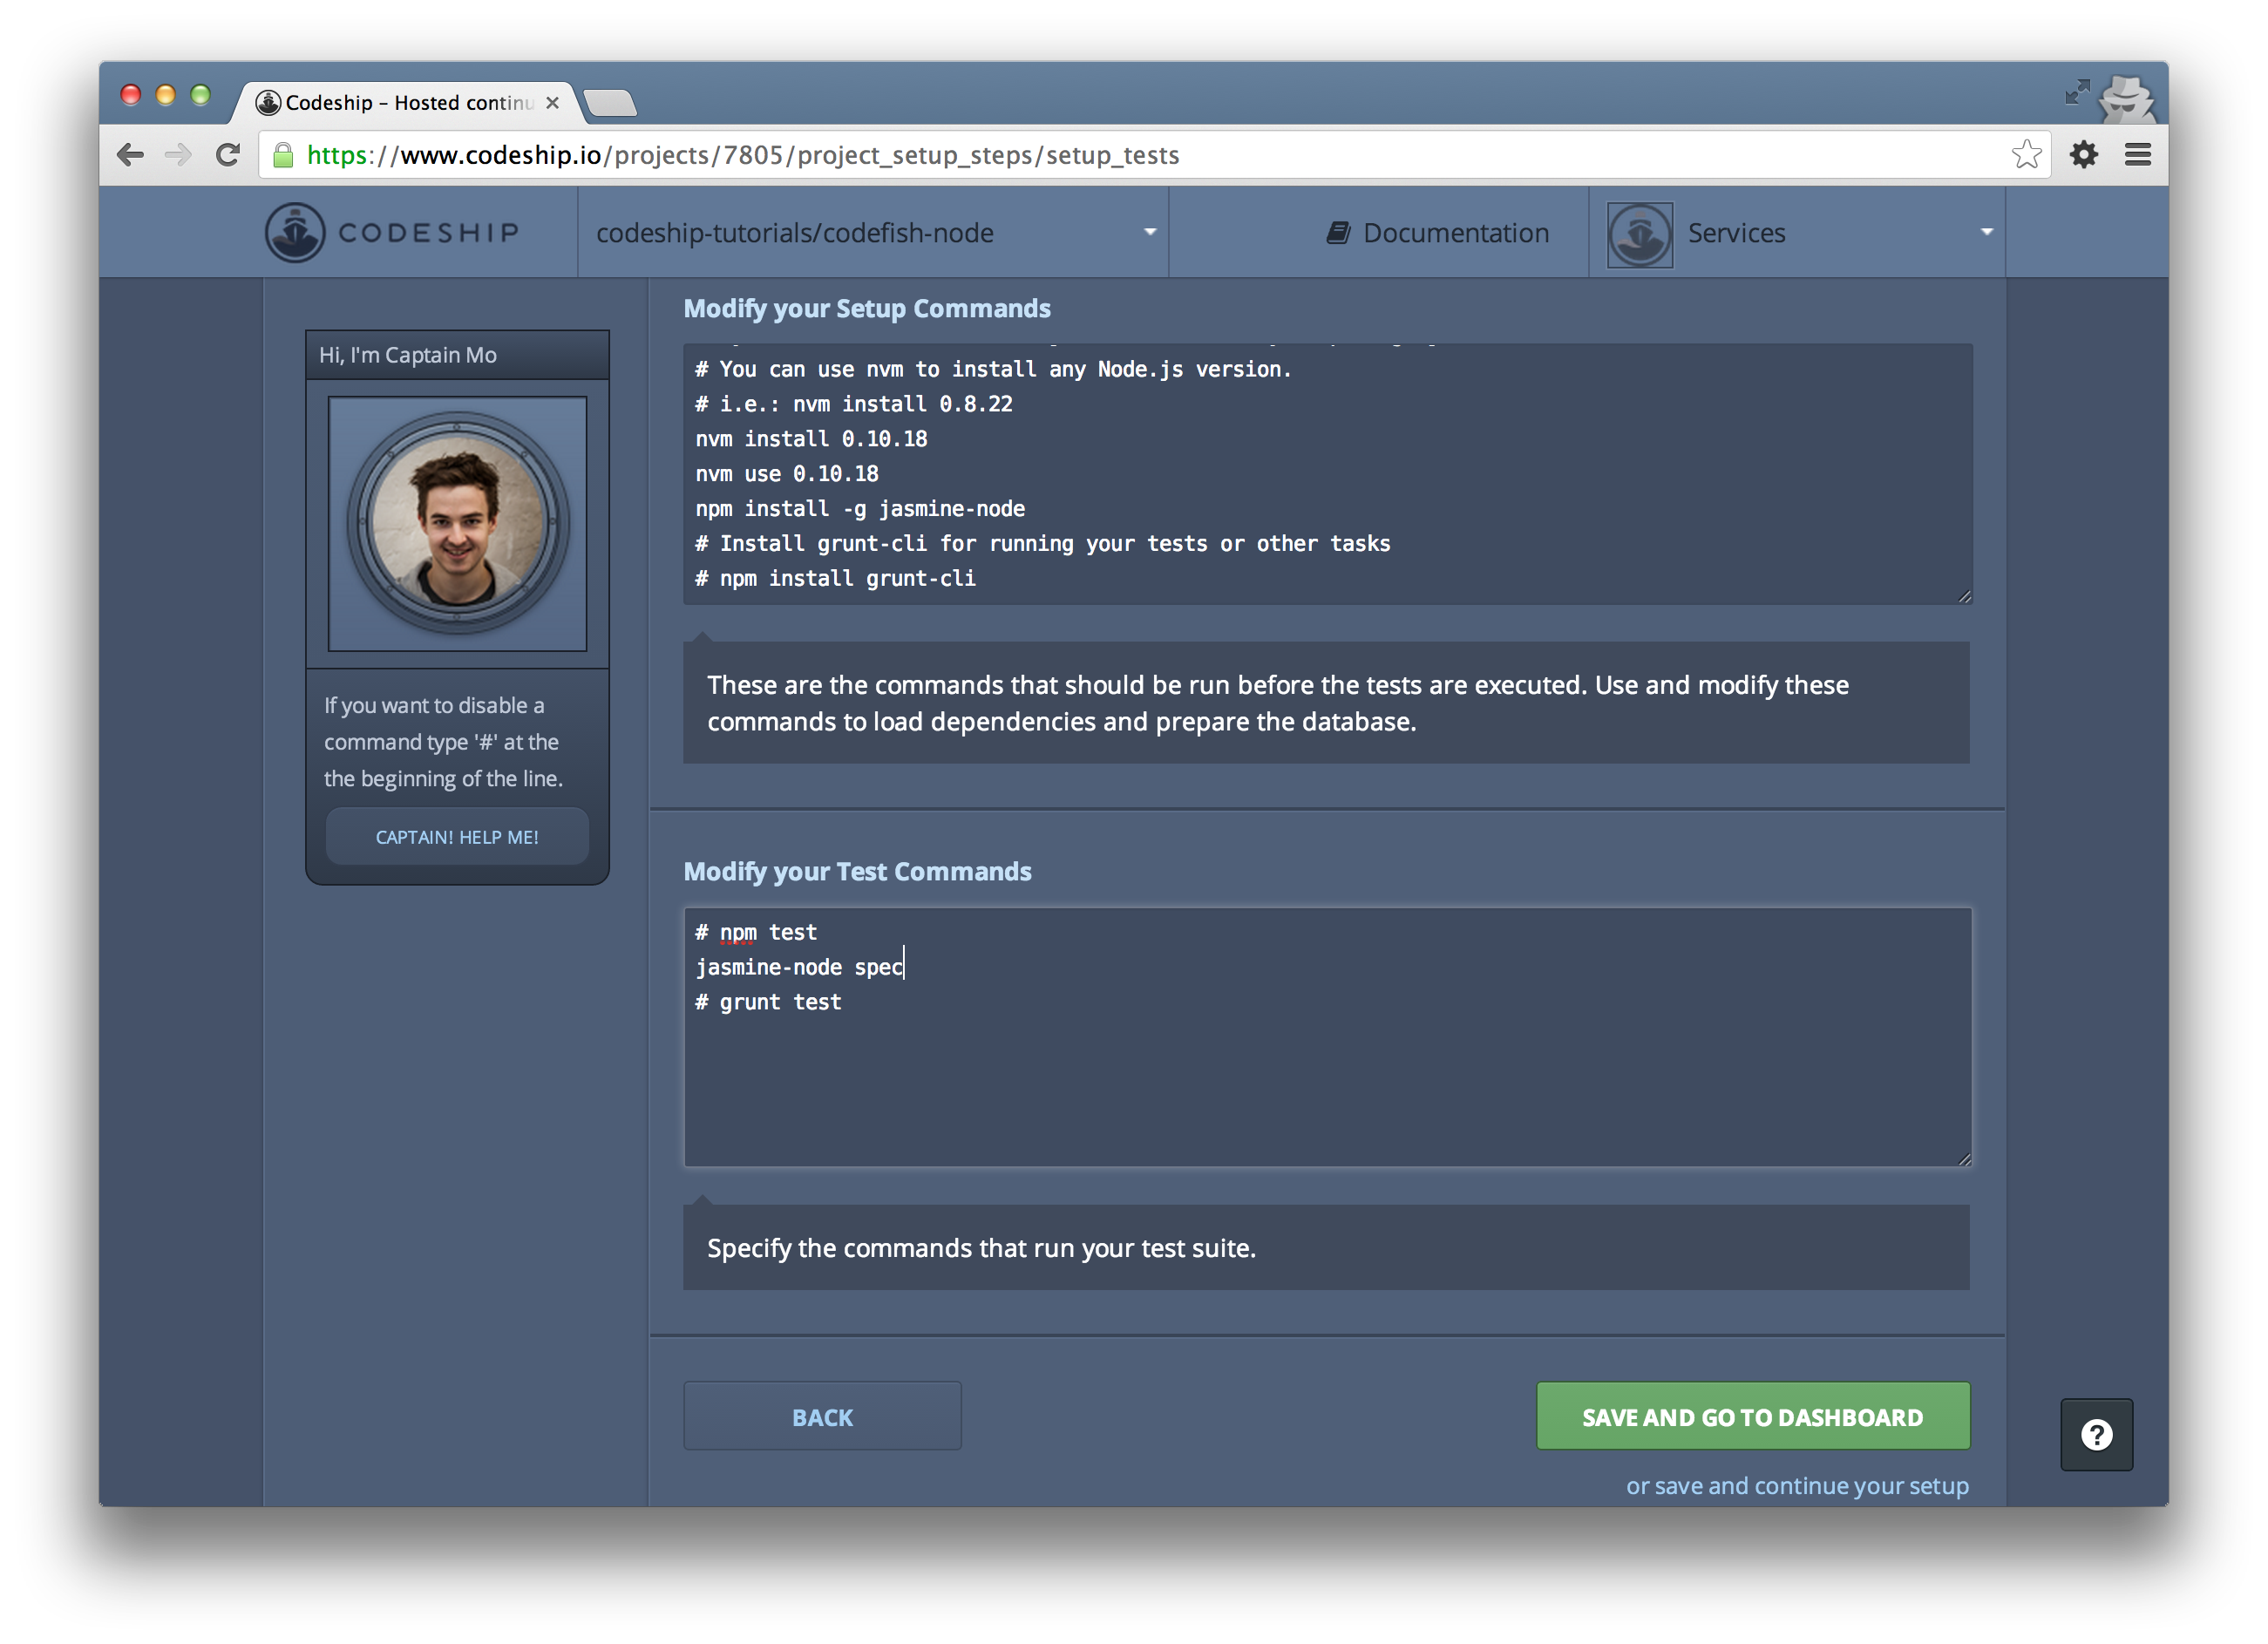 Codeship – Hosted continu
https://www.codeship.io/projects/7805/project_setup_steps/setup_tests
CODESHIP
codeship-tutorials/codefish-node
Documentation
Services
Hi, I'm Captain Mo
If you want to disable a
command type '#' at the
the beginning of the line.
CAPTAIN! HELP ME!
Modify your Setup Commands
# You can use nvm to install any Node.js version.
# i.e.: nvm install 0.8.22
nvm install 0.10.18
nvm use 0.10.18
npm install -g jasmine-node
# Install grunt-cli for running your tests or other tasks
# npm install grunt-cli
These are the commands that should be run before the tests are executed. Use and modify these
commands to load dependencies and prepare the database.
Modify your Test Commands
# npm test
jasmine-node spec
# grunt test
Specify the commands that run your test suite.
BACK
SAVE AND GO TO DASHBOARD
?
or save and continue your setup